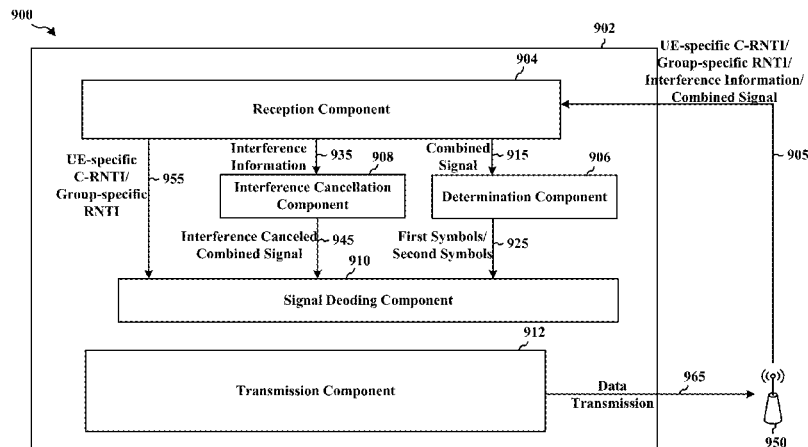 900
902
UE-specific C-RNTI/
Group-specific RNTI/
Interference Information/
Combined Signal
904
Reception Component
905
UE-specific
C-RNTI/
Group-specific
RNTI
955
Interference
Information
935
908
Combined
Signal
915
906
Interference Cancellation
Component
Determination Component
Interference Canceled
Combined Signal
945
First Symbols/
Second Symbols
925
910
Signal Deoding Component
912
Transmission Component
Data
Transmission
965
950